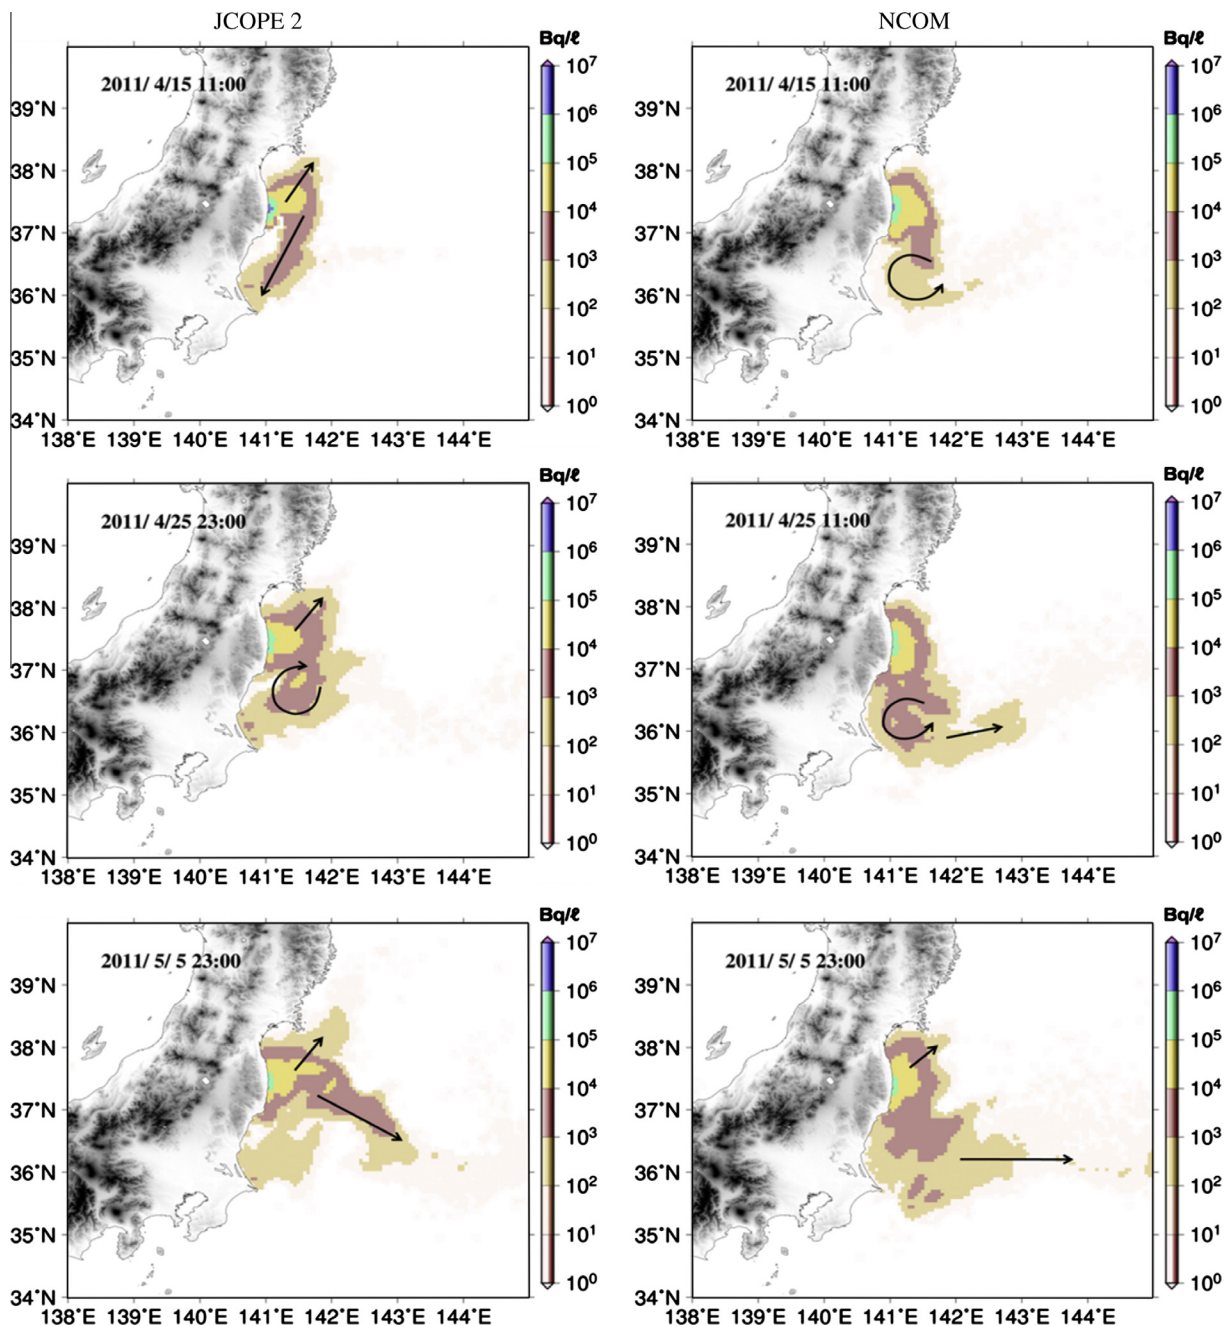 JCOPE 2 NCOM
Bq/ℓ Bq/ℓ
2011/ 4/15 11:00 2011/ 4/15 11:00
39°N 38°N 37°N 36°N 35°N 34°N
10⁷ 10⁶ 10⁵ 10⁴ 10³ 10² 10¹ 10⁰
39°N 38°N 37°N 36°N 35°N 34°N
10⁷ 10⁶ 10⁵ 10⁴ 10³ 10² 10¹ 10⁰
138°E 139°E 140°E 141°E 142°E 143°E 144°E
138°E 139°E 140°E 141°E 142°E 143°E 144°E
Bq/ℓ Bq/ℓ
2011/ 4/25 23:00 2011/ 4/25 11:00
39°N 38°N 37°N 36°N 35°N 34°N
10⁷ 10⁶ 10⁵ 10⁴ 10³ 10² 10¹ 10⁰
39°N 38°N 37°N 36°N 35°N 34°N
10⁷ 10⁶ 10⁵ 10⁴ 10³ 10² 10¹ 10⁰
138°E 139°E 140°E 141°E 142°E 143°E 144°E
138°E 139°E 140°E 141°E 142°E 143°E 144°E
Bq/ℓ Bq/ℓ
2011/ 5/ 5 23:00 2011/ 5/ 5 23:00
39°N 38°N 37°N 36°N 35°N 34°N
10⁷ 10⁶ 10⁵ 10⁴ 10³ 10² 10¹ 10⁰
39°N 38°N 37°N 36°N 35°N 34°N
10⁷ 10⁶ 10⁵ 10⁴ 10³ 10² 10¹ 10⁰
138°E 139°E 140°E 141°E 142°E 143°E 144°E
138°E 139°E 140°E 141°E 142°E 143°E 144°E